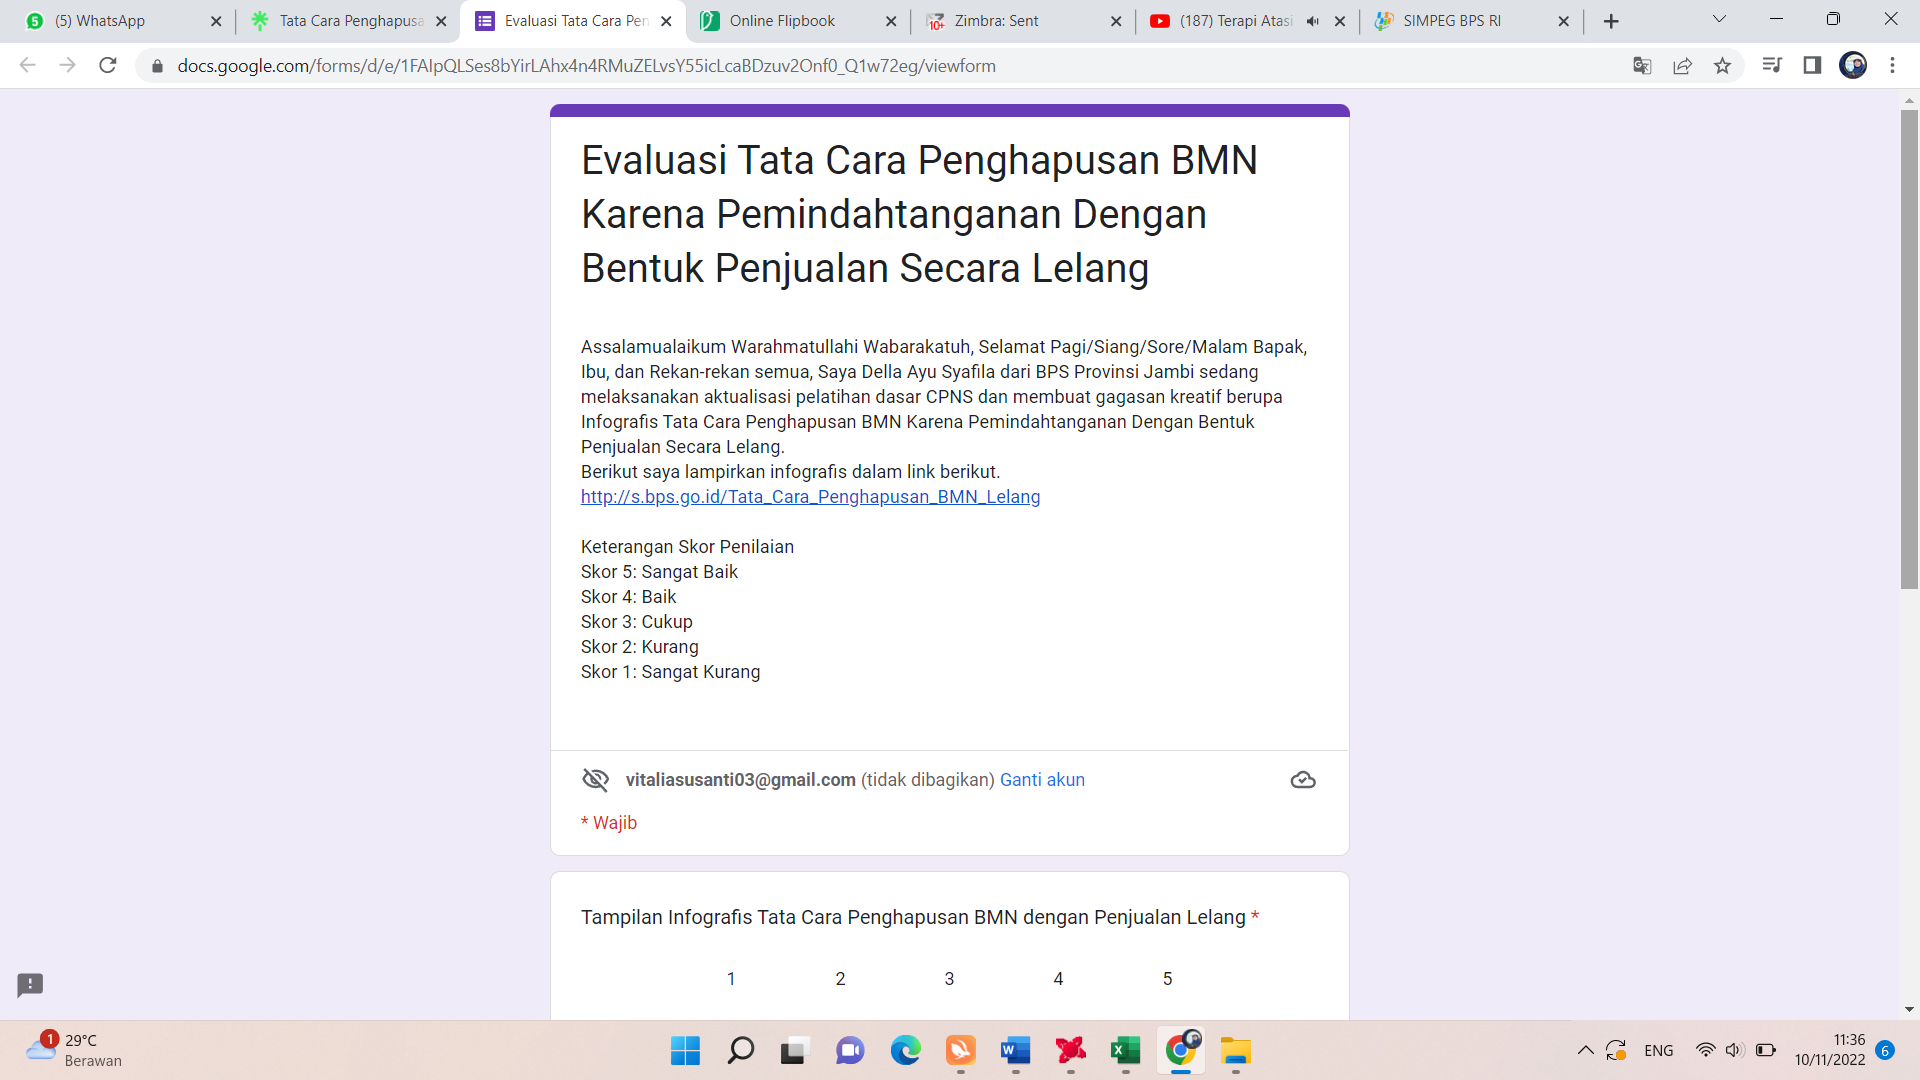 (5) WhatsApp
Tata Cara Penghapusa
Evaluasi Tata Cara Pen
Online Flipbook
10+
Zimbra: Sent
(187) Terapi Atasi
SIMPEG BPS RI
docs.google.com/forms/d/e/1FAIpQLSes8bYirLAhx4n4RMuZELvsY55icLcaBDzuv2Onf0_Q1w72eg/viewform
Evaluasi Tata Cara Penghapusan BMN
Karena Pemindahtanganan Dengan
Bentuk Penjualan Secara Lelang
Assalamualaikum Warahmatullahi Wabarakatuh, Selamat Pagi/Siang/Sore/Malam Bapak,
Ibu, dan Rekan-rekan semua, Saya Della Ayu Syafila dari BPS Provinsi Jambi sedang
melaksanakan aktualisasi pelatihan dasar CPNS dan membuat gagasan kreatif berupa
Infografis Tata Cara Penghapusan BMN Karena Pemindahtanganan Dengan Bentuk
Penjualan Secara Lelang.
Berikut saya lampirkan infografis dalam link berikut.
http://s.bps.go.id/Tata_Cara_Penghapusan_BMN_Lelang
Keterangan Skor Penilaian
Skor 5: Sangat Baik
Skor 4: Baik
Skor 3: Cukup
Skor 2: Kurang
Skor 1: Sangat Kurang
vitaliasusanti03@gmail.com (tidak dibagikan) Ganti akun
* Wajib
Tampilan Infografis Tata Cara Penghapusan BMN dengan Penjualan Lelang *
1 2 3 4 5
1
29°C
Berawan
ENG
11:36
10/11/2022
6